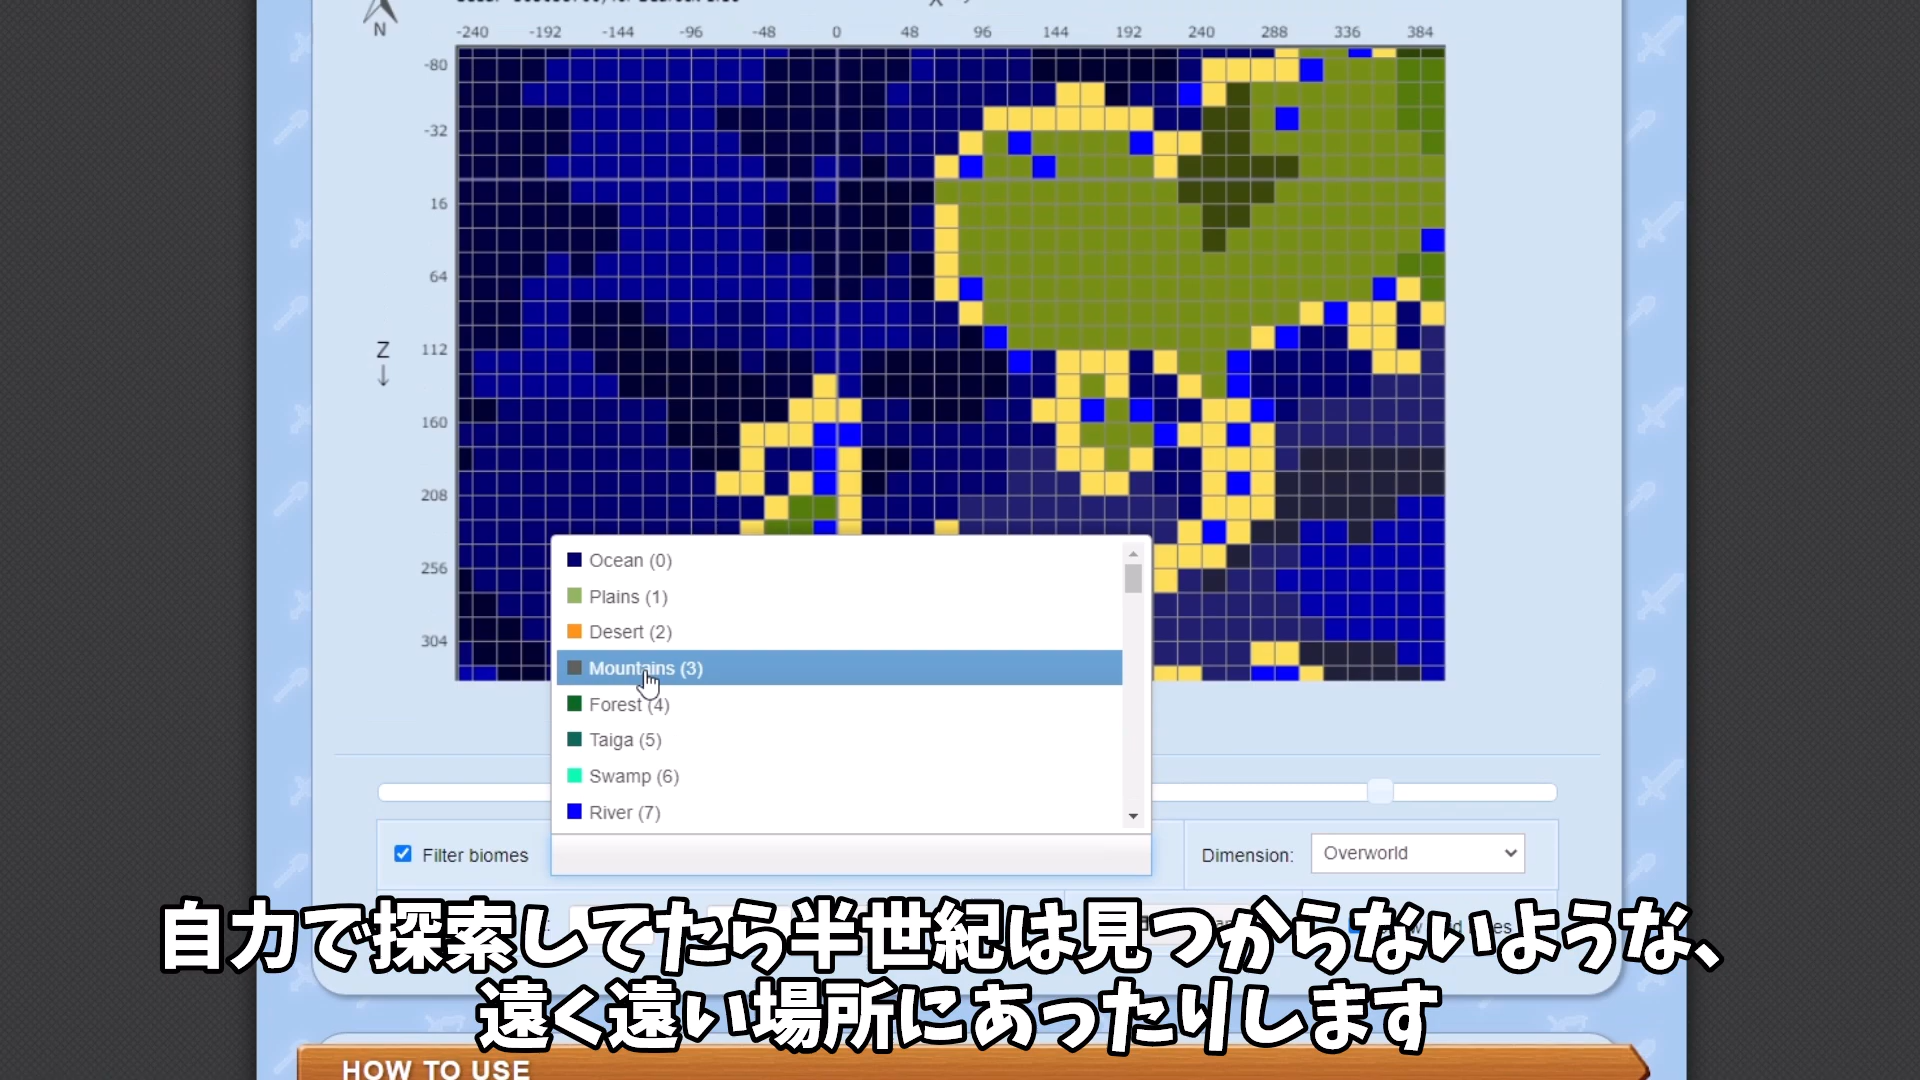 N
X
-240 -192 -144 -96 -48 0 48 96 144 192 240 288 336 384
-80
-32
16
64
Z
112
160
208
256
304
Ocean (0)
Plains (1)
Desert (2)
Mountains (3)
Forest (4)
Taiga (5)
Swamp (6)
River (7)
Filter biomes
Dimension: Overworld
自力で探索してたら半世紀は見つからないような、
遠く遠い場所にあったりします
HOW TO USE